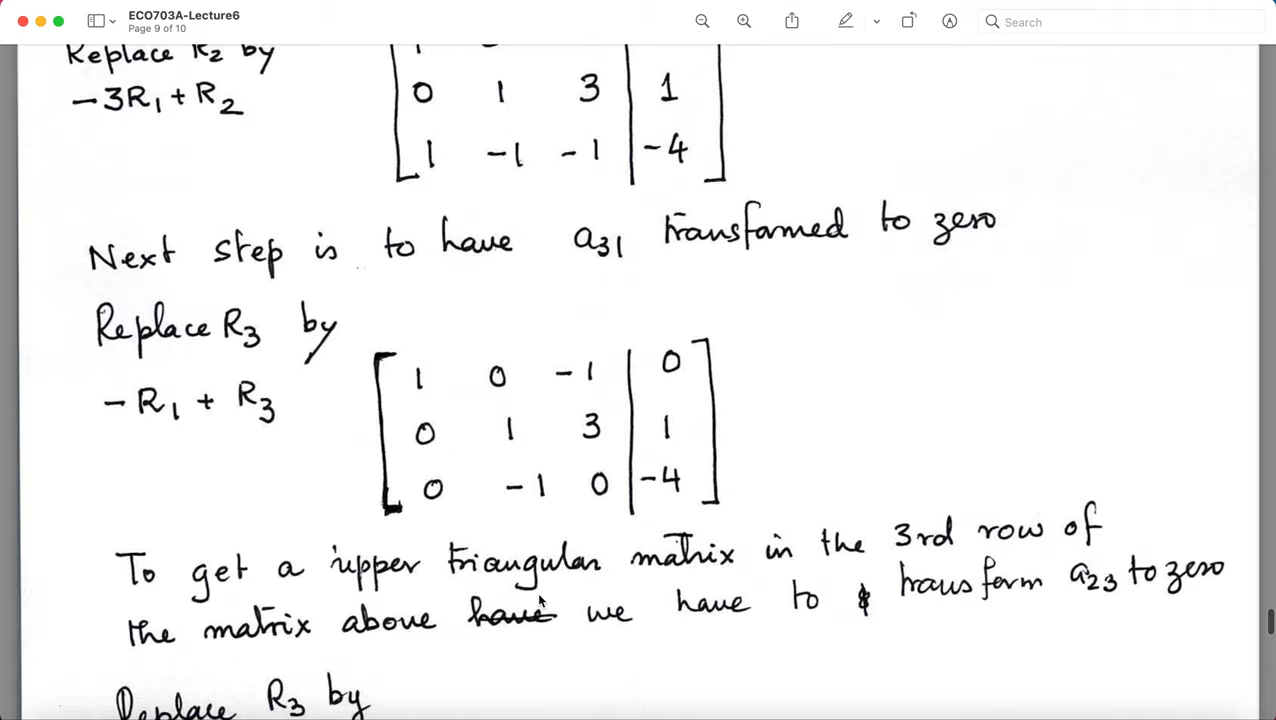 ECO703A-Lecture6
Page 9 of 10
Search
Replace R2 by
-3R1 + R2
0 1 3 | 1
1 -1 -1 | -4
Next step is to have a31 transformed to zero
Replace R3 by
-R1 + R3
1 0 -1 | 0
0 1 3 | 1
0 -1 0 | -4
To get a upper triangular matrix in the 3rd row of
the matrix above have we have to transform a23 to zero
Replace R3 by